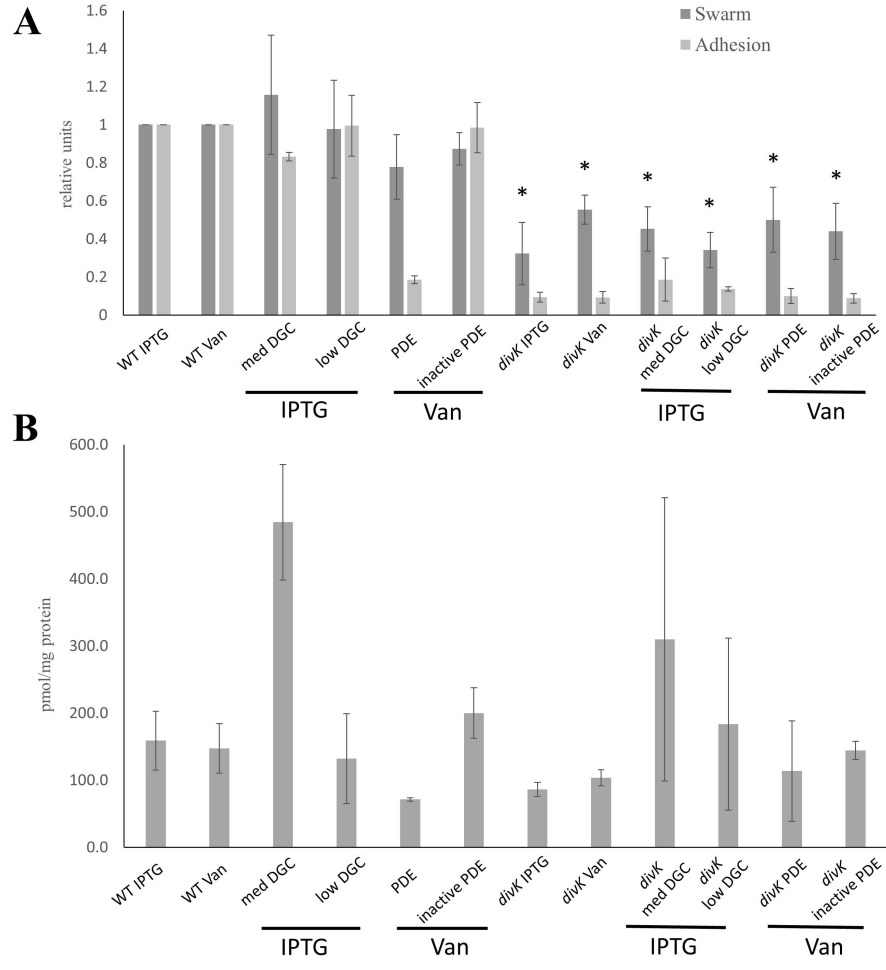 A
Swarm
Adhesion
relative units
1.6
1.4
1.2
1
0.8
0.6
0.4
0.2
0
* * * * * *
WT IPTG
WT Van
med DGC
low DGC
PDE
inactive PDE
divK IPTG
divK Van
divK
med DGC
divK
low DGC
divK PDE
divK
inactive PDE
IPTG
Van
IPTG
Van
B
pmol/mg protein
600.0
500.0
400.0
300.0
200.0
100.0
0.0
WT IPTG
WT Van
med DGC
low DGC
PDE
inactive PDE
divK IPTG
divK Van
divK
med DGC
divK
low DGC
divK PDE
divK
inactive PDE
IPTG
Van
IPTG
Van